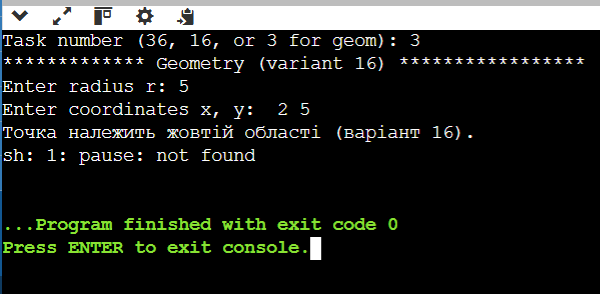 Task number (36, 16, or 3 for geom): 3
************* Geometry (variant 16) *****************
Enter radius r: 5
Enter coordinates x, y:  2 5
Точка належить жовтій області (варіант 16).
sh: 1: pause: not found
...Program finished with exit code 0
Press ENTER to exit console.